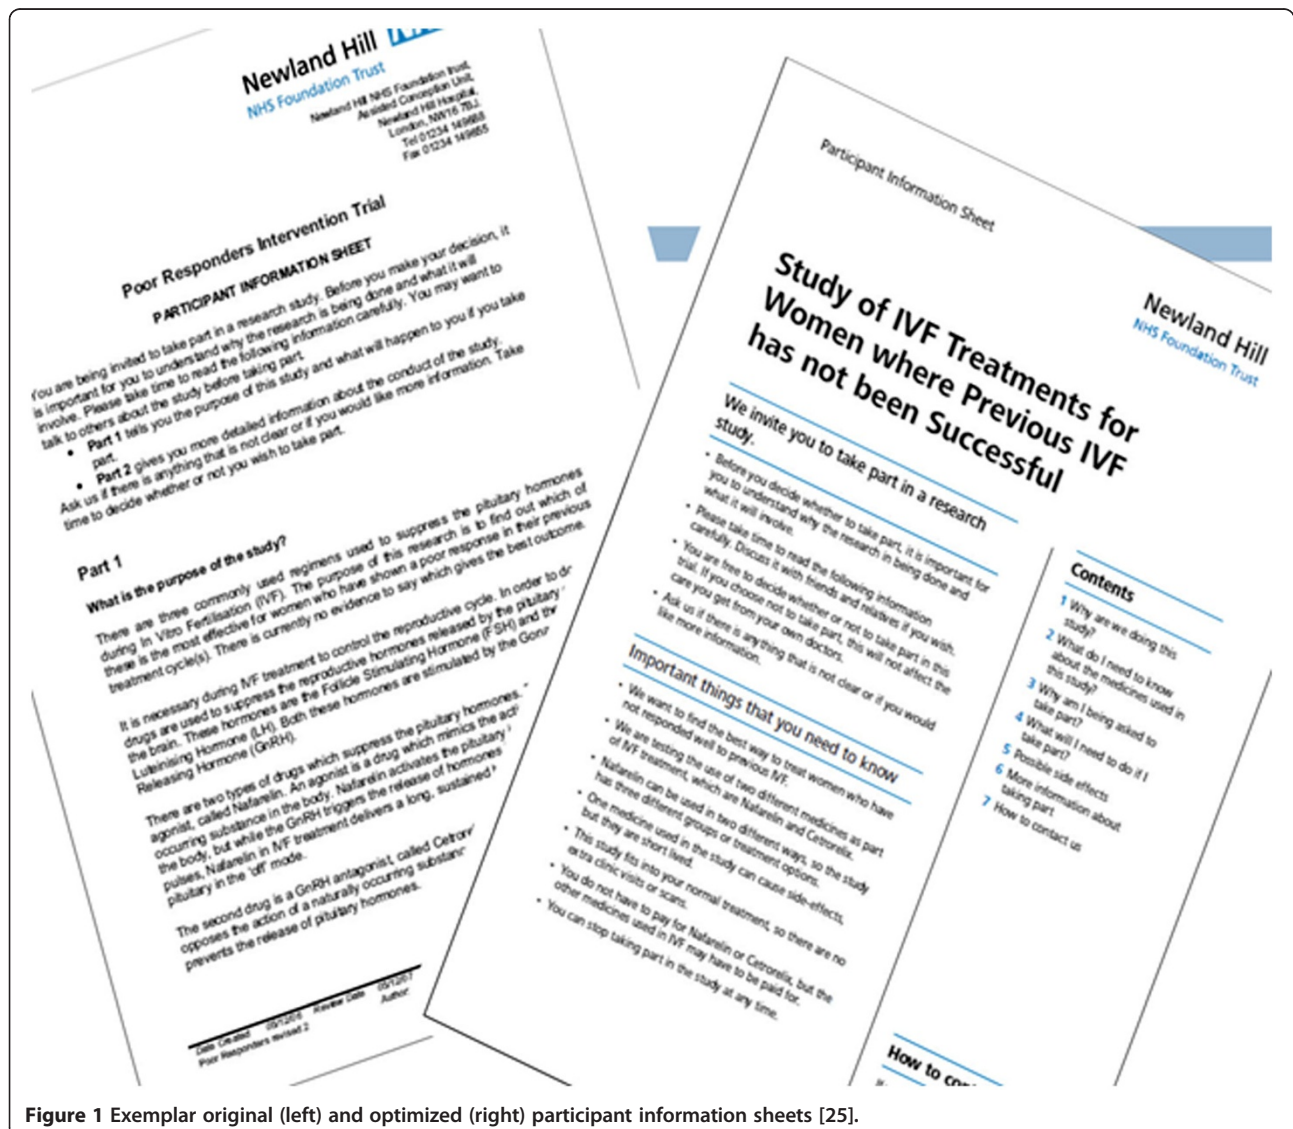 Newland Hill
NHS Foundation Trust
Newland Hill NHS Foundation trust,
Assisted Conception Unit,
Newland Hill Hospital,
London, NW16 7BJ.
Tel 01234 149688
Fax 01234 149655
Poor Responders Intervention Trial
PARTICIPANT INFORMATION SHEET
You are being invited to take part in a research study. Before you make your decision, it
is important for you to understand why the research is being done and what it will
involve. Please take time to read the following information carefully. You may want to
talk to others about the study before taking part.
• Part 1 tells you the purpose of this study and what will happen to you if you take
part.
• Part 2 gives you more detailed information about the conduct of the study.
Ask us if there is anything that is not clear or if you would like more information. Take
time to decide whether or not you wish to take part.
Part 1
What is the purpose of the study?
There are three commonly used regimens used to suppress the pituitary hormones
during In Vitro Fertilisation (IVF). The purpose of this research is to find out which of
these is the most effective for women who have shown a poor response in their previous
treatment cycle(s). There is currently no evidence to say which gives the best outcome.
It is necessary during IVF treatment to control the reproductive cycle. In order to
drugs are used to suppress the reproductive hormones released by the pituitary
the brain. These hormones are the Follicle Stimulating Hormone (FSH) and the
Luteinising Hormone (LH). Both these hormones are stimulated by the
Releasing Hormone (GnRH).
There are two types of drugs which suppress the pituitary hormones.
agonist, called Nafarelin. An agonist is a drug which mimics the
occurring substance in the body. Nafarelin activates the pituitary
the body, but while the GnRH triggers the release of hormones
pulses, Nafarelin in IVF treatment delivers a long, sustained
pituitary in the 'off' mode.
The second drug is a GnRH antagonist, called
opposes the action of a naturally occurring
prevents the release of pituitary hormones.
Date Created 05/12/06 Review Date 05/12/07
Poor Responders revised 2 Author:
Participant Information Sheet
Newland Hill
NHS Foundation Trust
Study of IVF Treatments for
Women where Previous IVF
has not been Successful
We invite you to take part in a research
study.
• Before you decide whether to take part, it is important for
you to understand why the research in being done and
what it will involve.
• Please take time to read the following information
carefully. Discuss it with friends and relatives if you wish.
• You are free to decide whether or not to take part in this
trial. If you choose not to take part, this will not affect the
care you get from your own doctors.
• Ask us if there is anything that is not clear or if you would
like more information.
Important things that you need to know
• We want to find the best way to treat women who have
not responded well to previous IVF.
• We are testing the use of two different medicines as part
of IVF treatment, which are Nafarelin and Cetrorelix.
• Nafarelin can be used in two different ways, so the study
has three different groups or treatment options.
• One medicine used in the study can cause side-effects,
but they are short lived.
• This study fits into your normal treatment, so there are no
extra clinic visits or scans.
• You do not have to pay for Nafarelin or Cetrorelix, but the
other medicines used in IVF may have to be paid for.
• You can stop taking part in the study at any time.
Contents
1 Why are we doing this
study?
2 What do I need to know
about the medicines used in
this study?
3 Why am I being asked to
take part?
4 What will I need to do if I
take part?
5 Possible side effects
6 More information about
taking part
7 How to contact us
How to
Figure 1 Exemplar original (left) and optimized (right) participant information sheets [25].